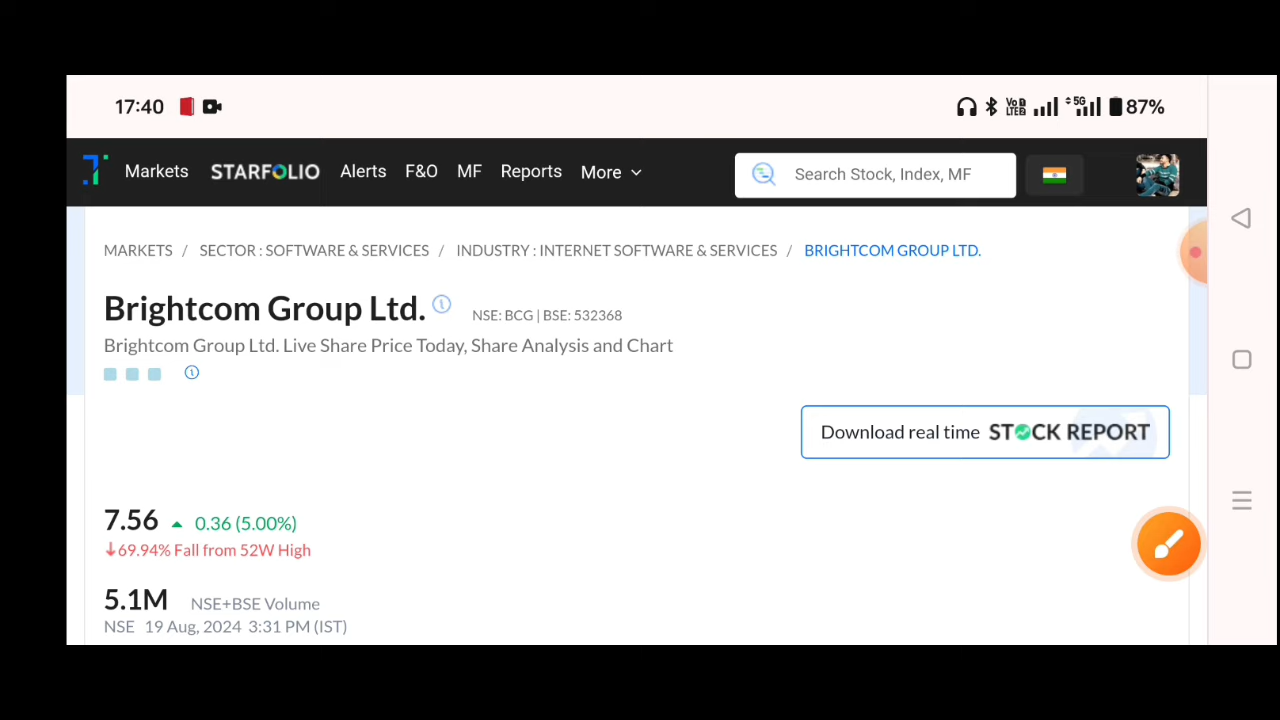 17:40 Vo LTE 5G 87%
Markets STARFOLIO Alerts F&O MF Reports More Search Stock, Index, MF
MARKETS / SECTOR : SOFTWARE & SERVICES / INDUSTRY : INTERNET SOFTWARE & SERVICES / BRIGHTCOM GROUP LTD.
Brightcom Group Ltd. NSE: BCG | BSE: 532368
Brightcom Group Ltd. Live Share Price Today, Share Analysis and Chart
Download real time STOCK REPORT
7.56 0.36 (5.00%)
69.94% Fall from 52W High
5.1M NSE+BSE Volume
NSE 19 Aug, 2024 3:31 PM (IST)